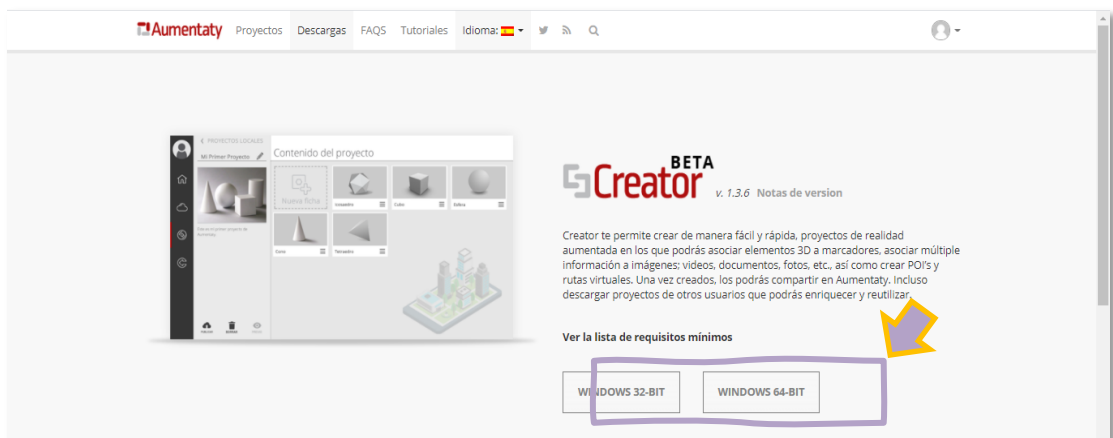 Aumentaty Proyectos Descargas FAQS Tutoriales Idioma:
PROYECTOS LOCALES
Mi Primer Proyecto
Contenido del proyecto
Nueva ficha
Icosaedro
Cubo
Esfera
Cono
Tetraedro
BETA
Creator v. 1.3.6 Notas de version
Creator te permite crear de manera fácil y rápida, proyectos de realidad
aumentada en los que podrás asociar elementos 3D a marcadores, asociar múltiple
información a imágenes; videos, documentos, fotos, etc., así como crear POI's y
rutas virtuales. Una vez creados, los podrás compartir en Aumentaty. Incluso
descargar proyectos de otros usuarios que podrás enriquecer y reutilizar.
Ver la lista de requisitos mínimos
WINDOWS 32-BIT WINDOWS 64-BIT